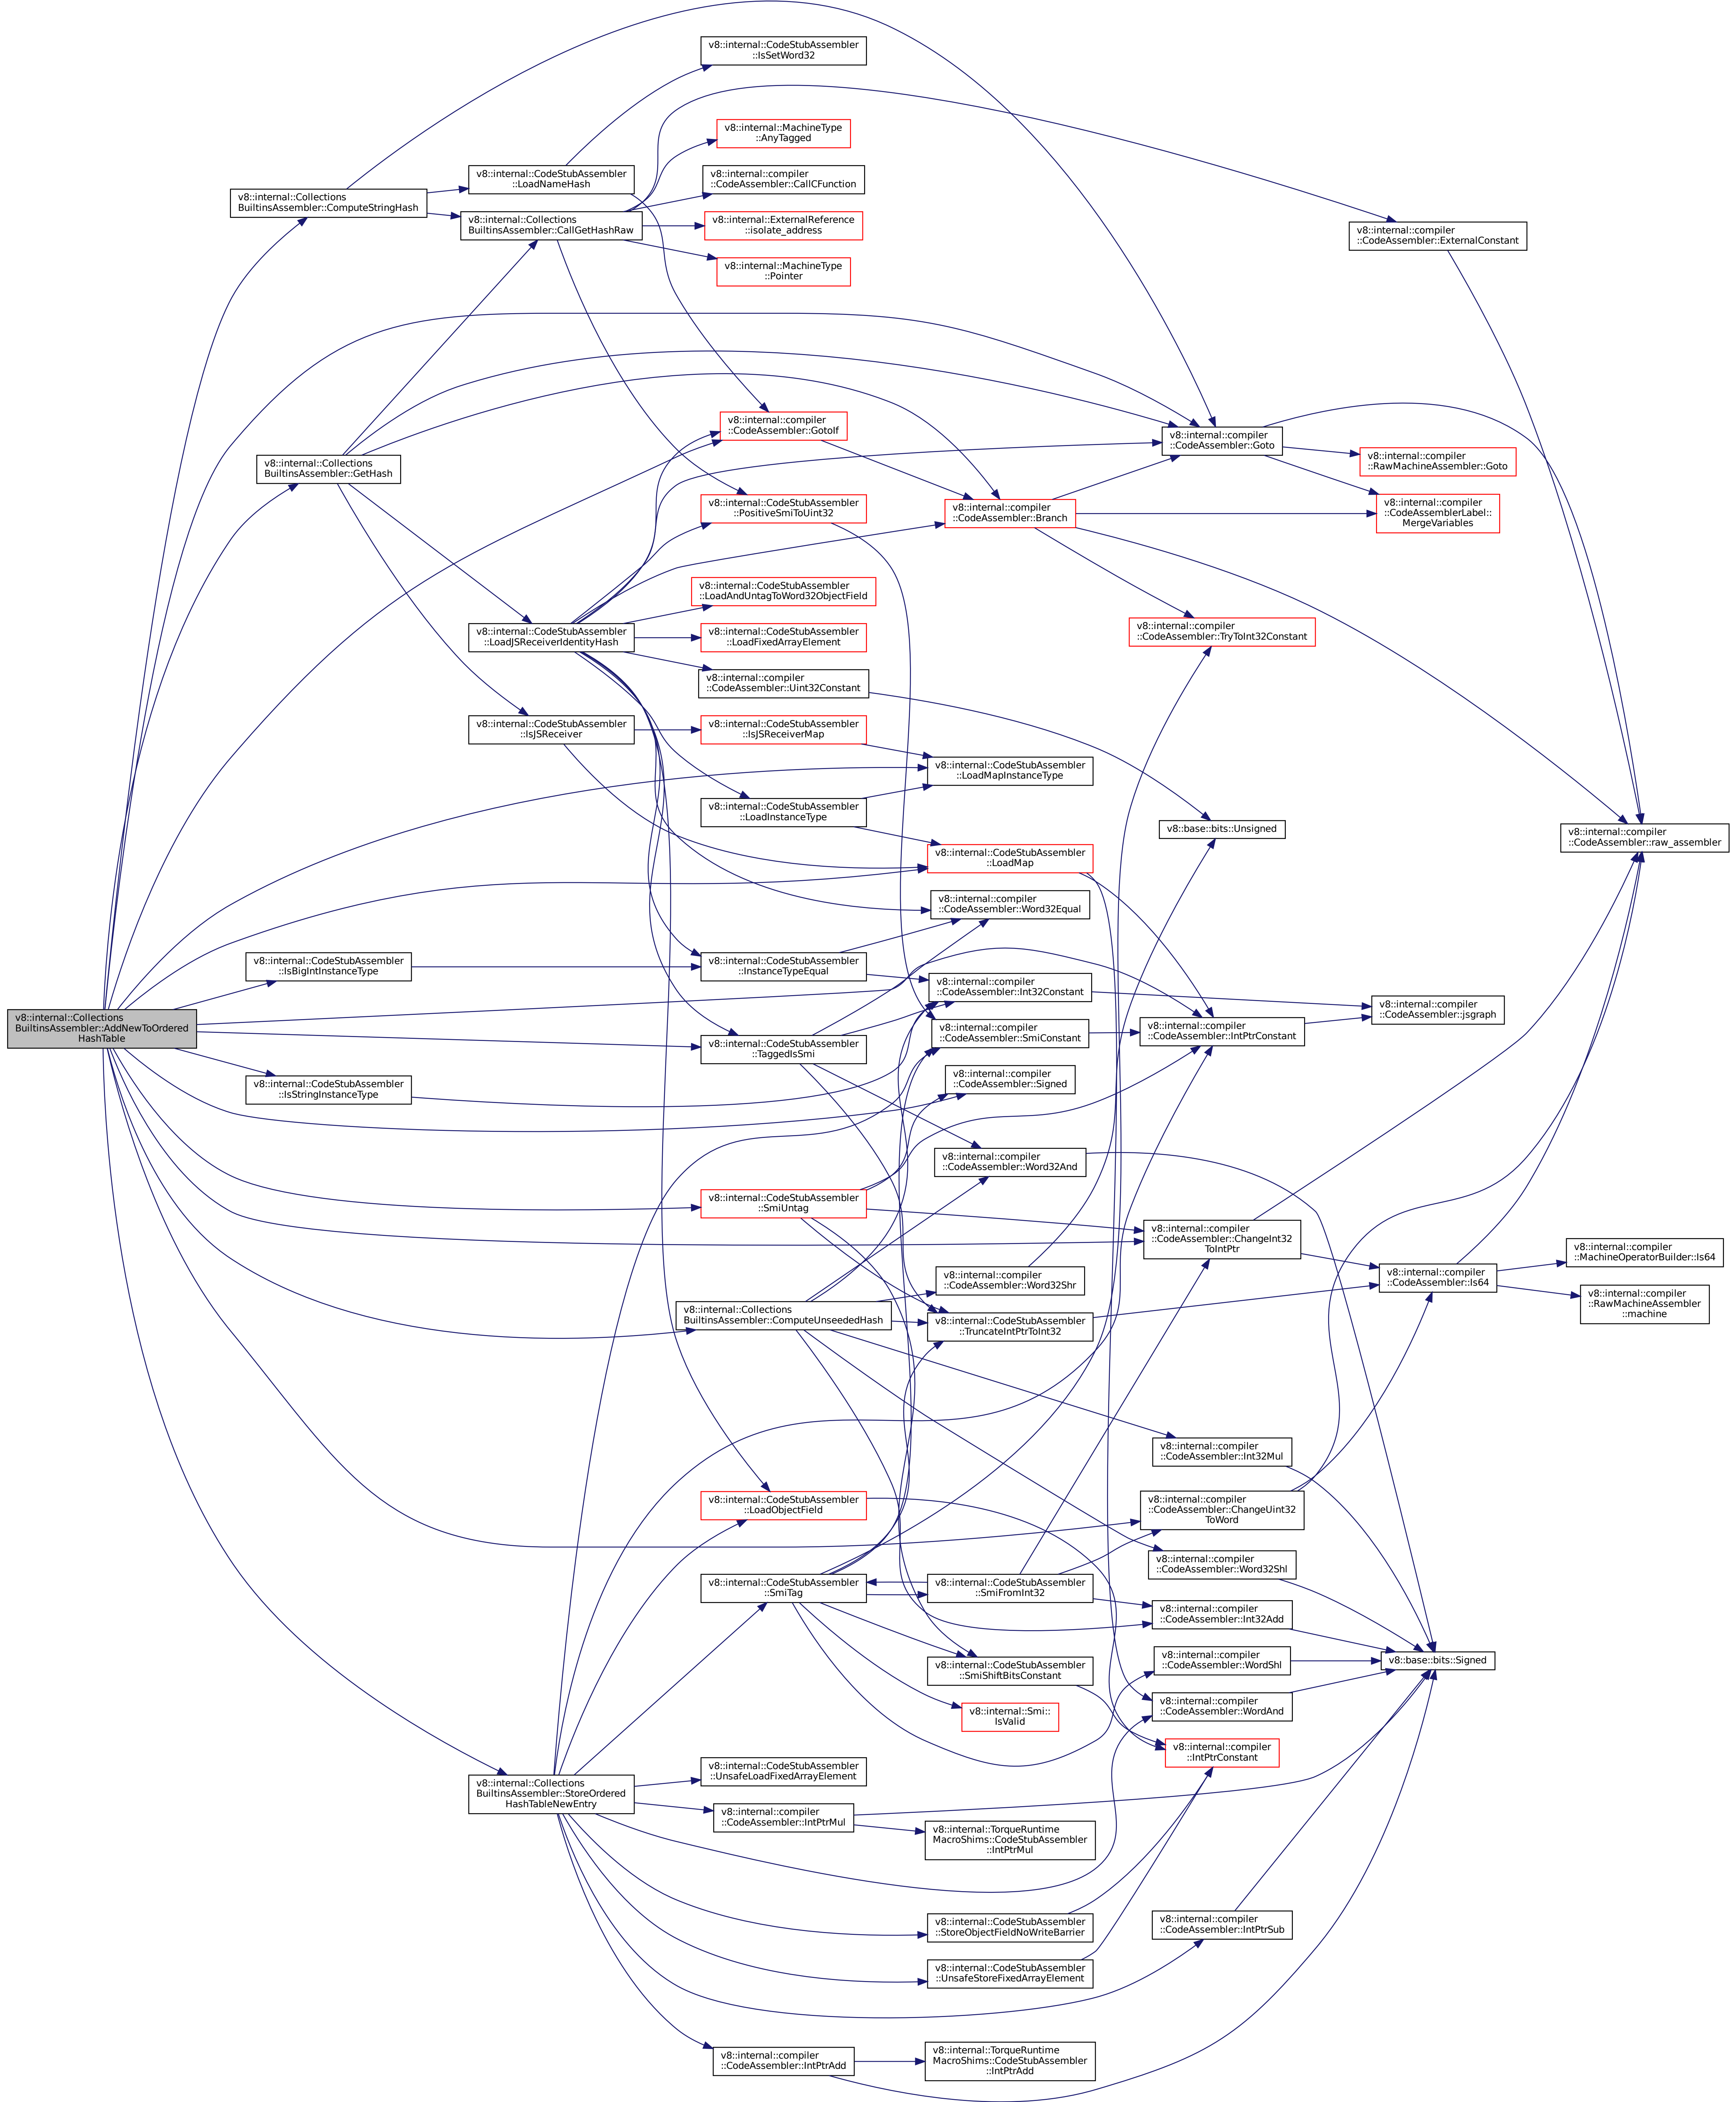 v8::internal::CodeStubAssembler
::IsSetWord32
v8::internal::MachineType
::AnyTagged
v8::internal::CodeStubAssembler
::LoadNameHash
v8::internal::compiler
::CodeAssembler::CallCFunction
v8::internal::Collections
BuiltinsAssembler::ComputeStringHash
v8::internal::Collections
BuiltinsAssembler::CallGetHashRaw
v8::internal::ExternalReference
::isolate_address
v8::internal::compiler
::CodeAssembler::ExternalConstant
v8::internal::MachineType
::Pointer
v8::internal::compiler
::CodeAssembler::GotoIf
v8::internal::compiler
::CodeAssembler::Goto
v8::internal::compiler
::RawMachineAssembler::Goto
v8::internal::Collections
BuiltinsAssembler::GetHash
v8::internal::CodeStubAssembler
::PositiveSmiToUint32
v8::internal::compiler
::CodeAssembler::Branch
v8::internal::compiler
::CodeAssemblerLabel::
MergeVariables
v8::internal::CodeStubAssembler
::LoadAndUntagToWord32ObjectField
v8::internal::CodeStubAssembler
::LoadJSReceiverIdentityHash
v8::internal::CodeStubAssembler
::LoadFixedArrayElement
v8::internal::compiler
::CodeAssembler::TryToInt32Constant
v8::internal::compiler
::CodeAssembler::Uint32Constant
v8::internal::CodeStubAssembler
::IsJSReceiver
v8::internal::CodeStubAssembler
::IsJSReceiverMap
v8::internal::CodeStubAssembler
::LoadMapInstanceType
v8::internal::CodeStubAssembler
::LoadInstanceType
v8::base::bits::Unsigned
v8::internal::compiler
::CodeAssembler::raw_assembler
v8::internal::CodeStubAssembler
::LoadMap
v8::internal::compiler
::CodeAssembler::Word32Equal
v8::internal::CodeStubAssembler
::IsBigIntInstanceType
v8::internal::CodeStubAssembler
::InstanceTypeEqual
v8::internal::compiler
::CodeAssembler::Int32Constant
v8::internal::compiler
::CodeAssembler::jsgraph
v8::internal::Collections
BuiltinsAssembler::AddNewToOrdered
HashTable
v8::internal::CodeStubAssembler
::TaggedIsSmi
v8::internal::compiler
::CodeAssembler::SmiConstant
v8::internal::compiler
::CodeAssembler::IntPtrConstant
v8::internal::CodeStubAssembler
::IsStringInstanceType
v8::internal::compiler
::CodeAssembler::Signed
v8::internal::compiler
::CodeAssembler::Word32And
v8::internal::CodeStubAssembler
::SmiUntag
v8::internal::compiler
::CodeAssembler::ChangeInt32
ToIntPtr
v8::internal::compiler
::MachineOperatorBuilder::Is64
v8::internal::compiler
::CodeAssembler::Word32Shr
v8::internal::compiler
::CodeAssembler::Is64
v8::internal::compiler
::RawMachineAssembler
::machine
v8::internal::Collections
BuiltinsAssembler::ComputeUnseededHash
v8::internal::CodeStubAssembler
::TruncateIntPtrToInt32
v8::internal::compiler
::CodeAssembler::Int32Mul
v8::internal::CodeStubAssembler
::LoadObjectField
v8::internal::compiler
::CodeAssembler::ChangeUint32
ToWord
v8::internal::compiler
::CodeAssembler::Word32Shl
v8::internal::CodeStubAssembler
::SmiTag
v8::internal::CodeStubAssembler
::SmiFromInt32
v8::internal::compiler
::CodeAssembler::Int32Add
v8::internal::CodeStubAssembler
::SmiShiftBitsConstant
v8::internal::compiler
::CodeAssembler::WordShl
v8::base::bits::Signed
v8::internal::Smi::
IsValid
v8::internal::compiler
::CodeAssembler::WordAnd
v8::internal::compiler
::IntPtrConstant
v8::internal::CodeStubAssembler
::UnsafeLoadFixedArrayElement
v8::internal::Collections
BuiltinsAssembler::StoreOrdered
HashTableNewEntry
v8::internal::compiler
::CodeAssembler::IntPtrMul
v8::internal::TorqueRuntime
MacroShims::CodeStubAssembler
::IntPtrMul
v8::internal::CodeStubAssembler
::StoreObjectFieldNoWriteBarrier
v8::internal::compiler
::CodeAssembler::IntPtrSub
v8::internal::CodeStubAssembler
::UnsafeStoreFixedArrayElement
v8::internal::compiler
::CodeAssembler::IntPtrAdd
v8::internal::TorqueRuntime
MacroShims::CodeStubAssembler
::IntPtrAdd